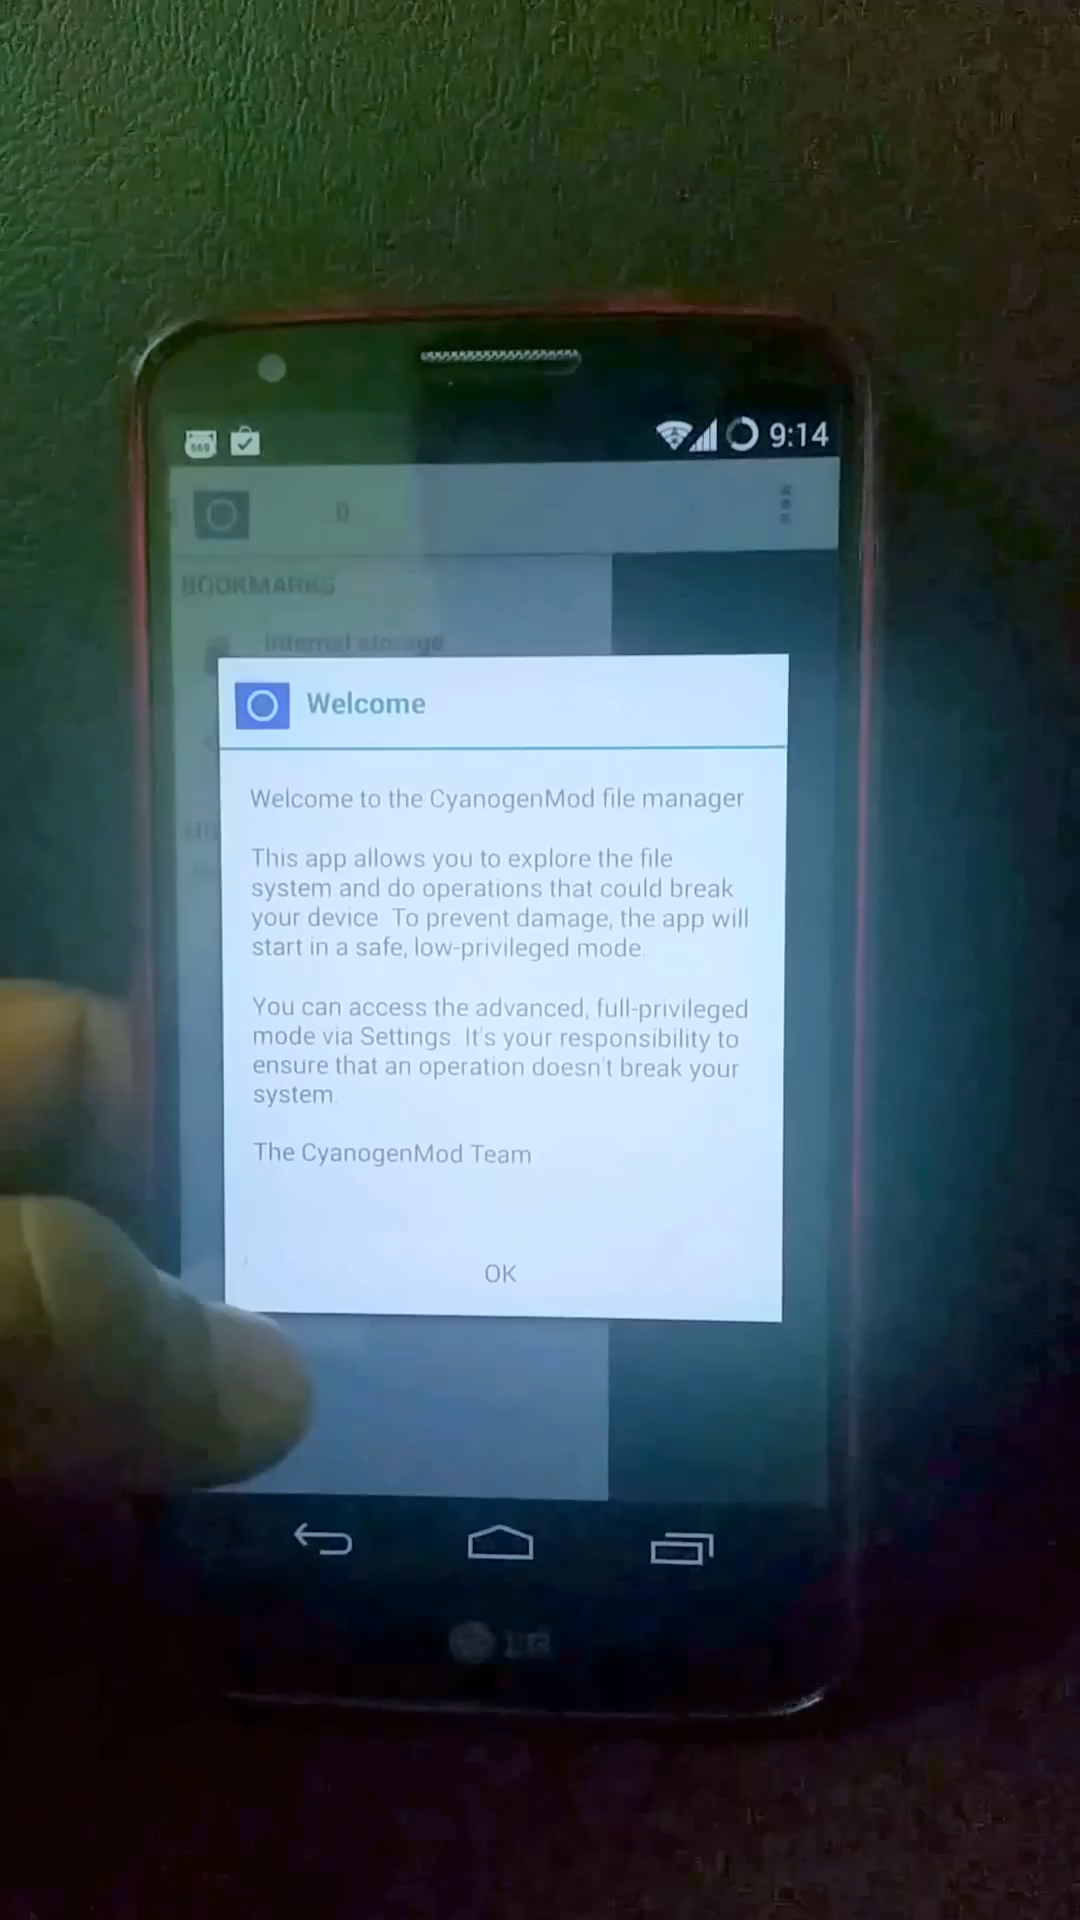 9:14
BOOKMARKS
Internal storage
Welcome
Welcome to the CyanogenMod file manager
This app allows you to explore the file
system and do operations that could break
your device. To prevent damage, the app will
start in a safe, low-privileged mode.
You can access the advanced, full-privileged
mode via Settings. It's your responsibility to
ensure that an operation doesn't break your
system.
The CyanogenMod Team
OK
LG